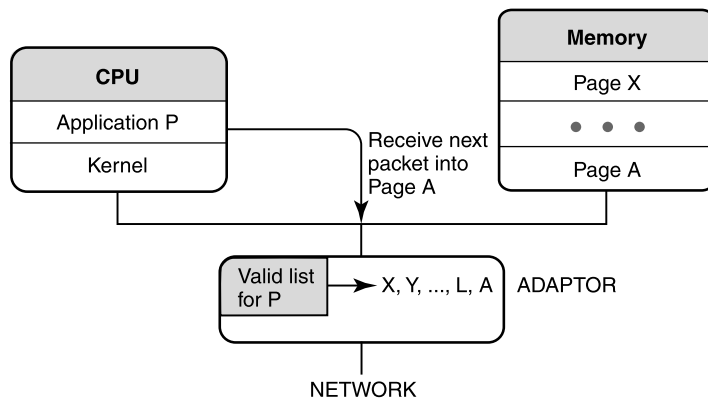 CPU
Application P
Kernel
Receive next
packet into
Page A
Memory
Page X
Page A
Valid list
for P
X, Y, ..., L, A
ADAPTOR
NETWORK